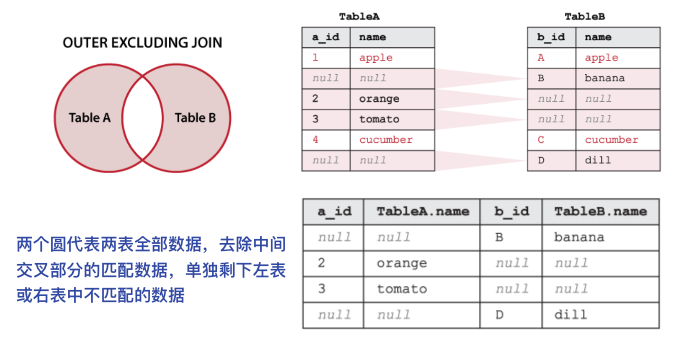 OUTER EXCLUDING JOIN
Table A
Table B
两个圆代表两表全部数据，去除中间
交叉部分的匹配数据，单独剩下左表
或右表中不匹配的数据
TableA
a_id name
1 apple
null null
2 orange
3 tomato
4 cucumber
null null
TableB
b_id name
A apple
B banana
null null
null null
C cucumber
D dill
a_id TableA.name b_id TableB.name
null null B banana
2 orange null null
3 tomato null null
null null D dill